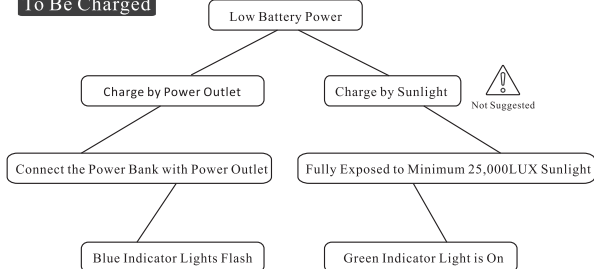 To Be Charged
Low Battery Power
Charge by Power Outlet
Charge by Sunlight
Not Suggested
Connect the Power Bank with Power Outlet
Fully Exposed to Minimum 25,000LUX Sunlight
Blue Indicator Lights Flash
Green Indicator Light is On